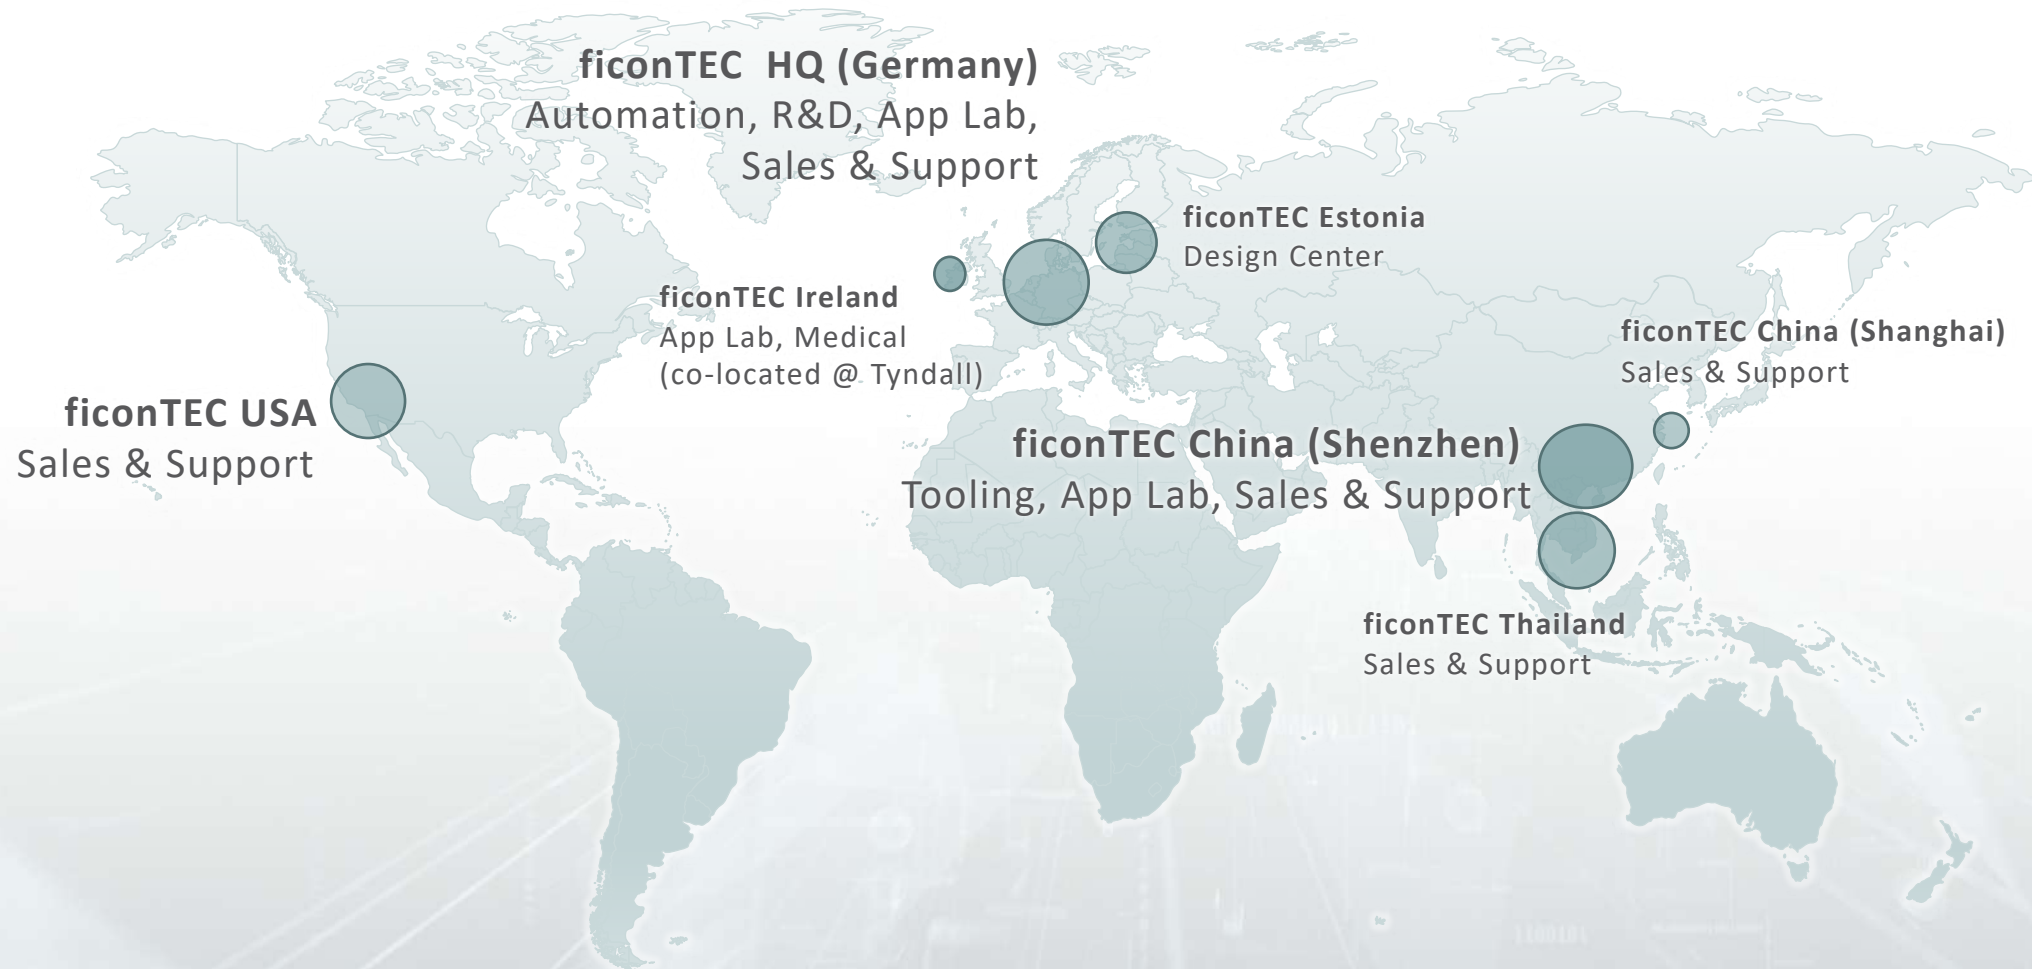 ficonTEC  HQ (Germany)
Automation, R&D, App Lab,
Sales & Support
ficonTEC Estonia
Design Center
ficonTEC Ireland
App Lab, Medical
(co-located @ Tyndall)
ficonTEC China (Shanghai)
Sales & Support
ficonTEC USA
Sales & Support
ficonTEC China (Shenzhen)
Tooling, App Lab, Sales & Support
ficonTEC Thailand
Sales & Support